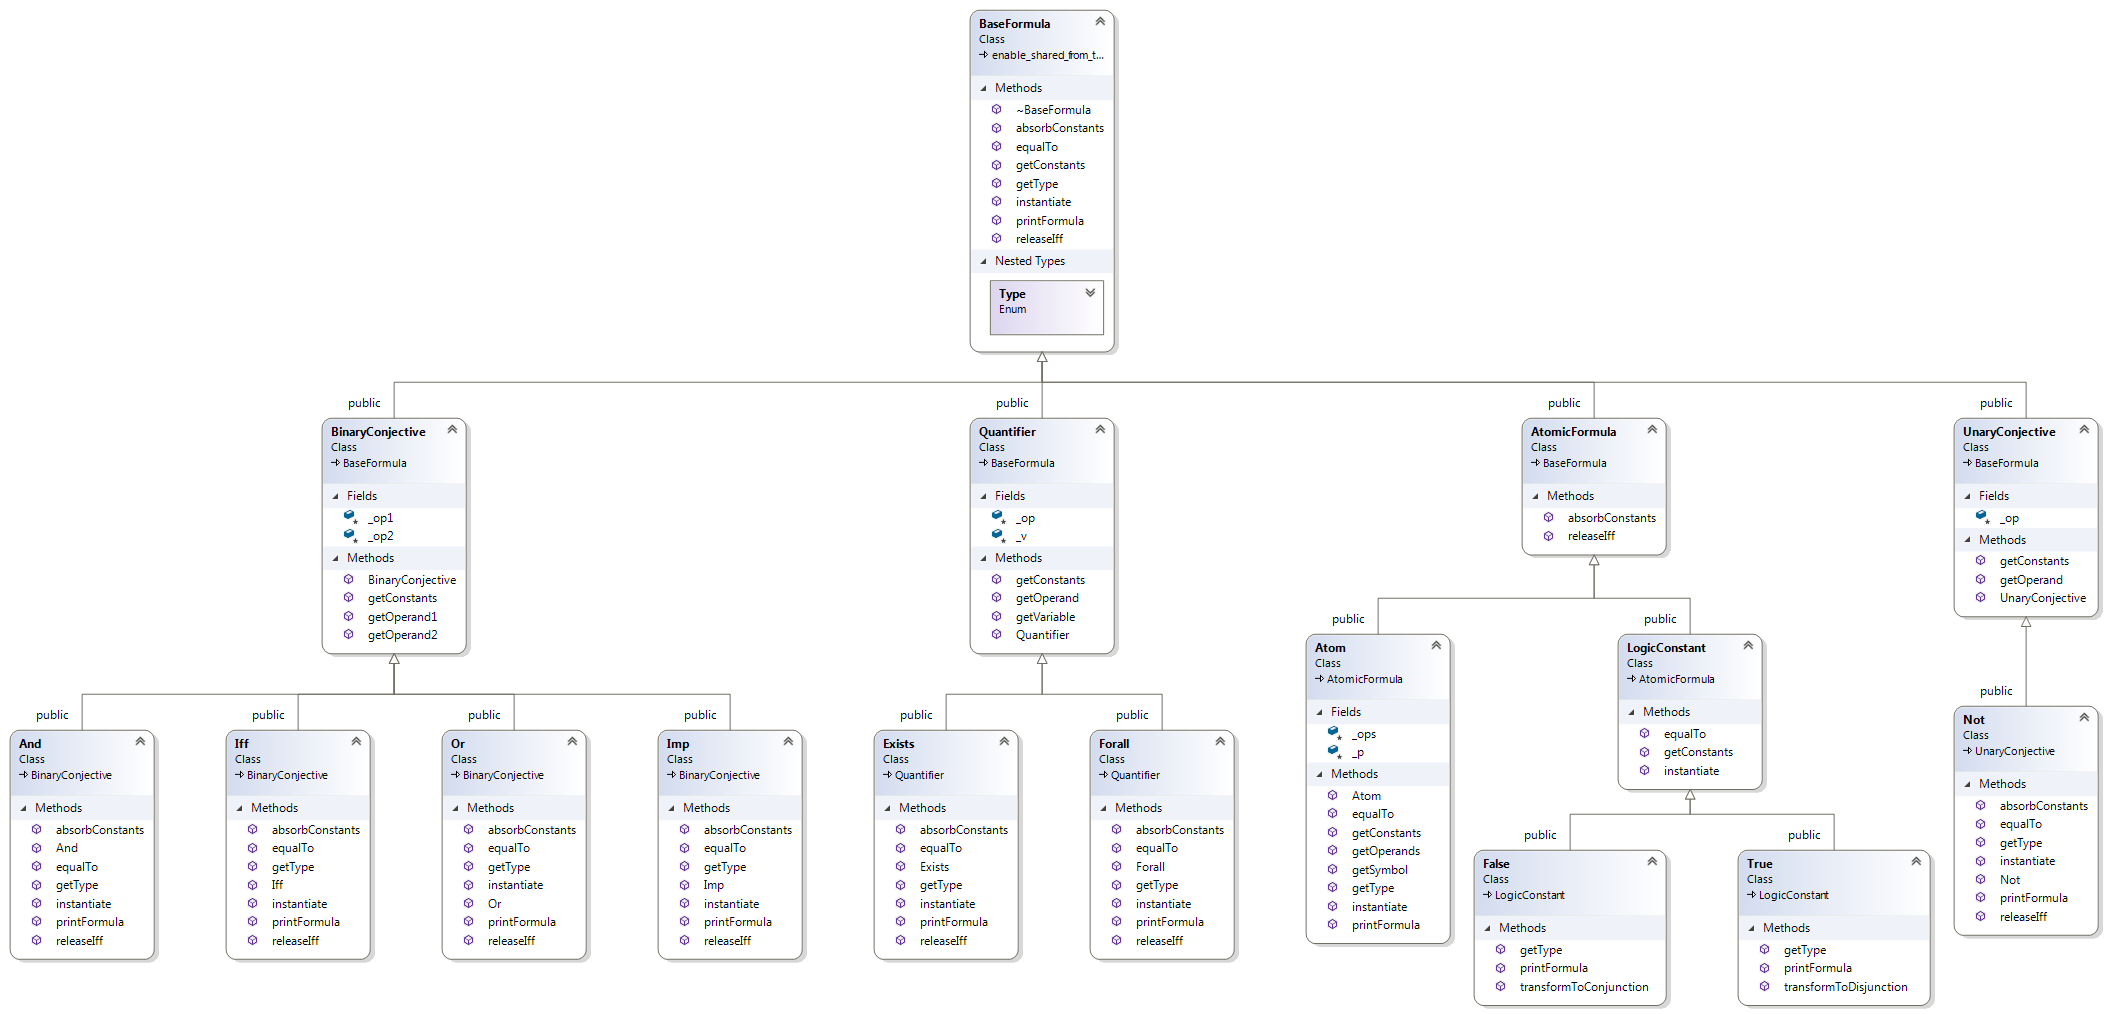 BaseFormula
Class
enable_shared_from_t...
Methods
~BaseFormula
absorbConstants
equalTo
getConstants
getType
instantiate
printFormula
releaseIff
Nested Types
Type
Enum
public
BinaryConjective
Class
BaseFormula
Fields
_op1
_op2
Methods
BinaryConjective
getConstants
getOperand1
getOperand2
public
Quantifier
Class
BaseFormula
Fields
_op
_v
Methods
getConstants
getOperand
getVariable
Quantifier
public
AtomicFormula
Class
BaseFormula
Methods
absorbConstants
releaseIff
public
UnaryConjective
Class
BaseFormula
Fields
_op
Methods
getConstants
getOperand
UnaryConjective
public
And
Class
BinaryConjective
Methods
absorbConstants
And
equalTo
getType
instantiate
printFormula
releaseIff
public
Iff
Class
BinaryConjective
Methods
absorbConstants
equalTo
getType
Iff
instantiate
printFormula
releaseIff
public
Or
Class
BinaryConjective
Methods
absorbConstants
equalTo
getType
instantiate
Or
printFormula
releaseIff
public
Imp
Class
BinaryConjective
Methods
absorbConstants
equalTo
getType
Imp
instantiate
printFormula
releaseIff
public
Exists
Class
Quantifier
Methods
absorbConstants
equalTo
Exists
getType
instantiate
printFormula
releaseIff
public
Forall
Class
Quantifier
Methods
absorbConstants
equalTo
Forall
getType
instantiate
printFormula
releaseIff
public
Atom
Class
AtomicFormula
Fields
_ops
_p
Methods
Atom
equalTo
getConstants
getOperands
getSymbol
getType
instantiate
printFormula
public
LogicConstant
Class
AtomicFormula
Methods
equalTo
getConstants
instantiate
public
False
Class
LogicConstant
Methods
getType
printFormula
transformToConjunction
public
True
Class
LogicConstant
Methods
getType
printFormula
transformToDisjunction
public
Not
Class
UnaryConjective
Methods
absorbConstants
equalTo
getType
instantiate
Not
printFormula
releaseIff